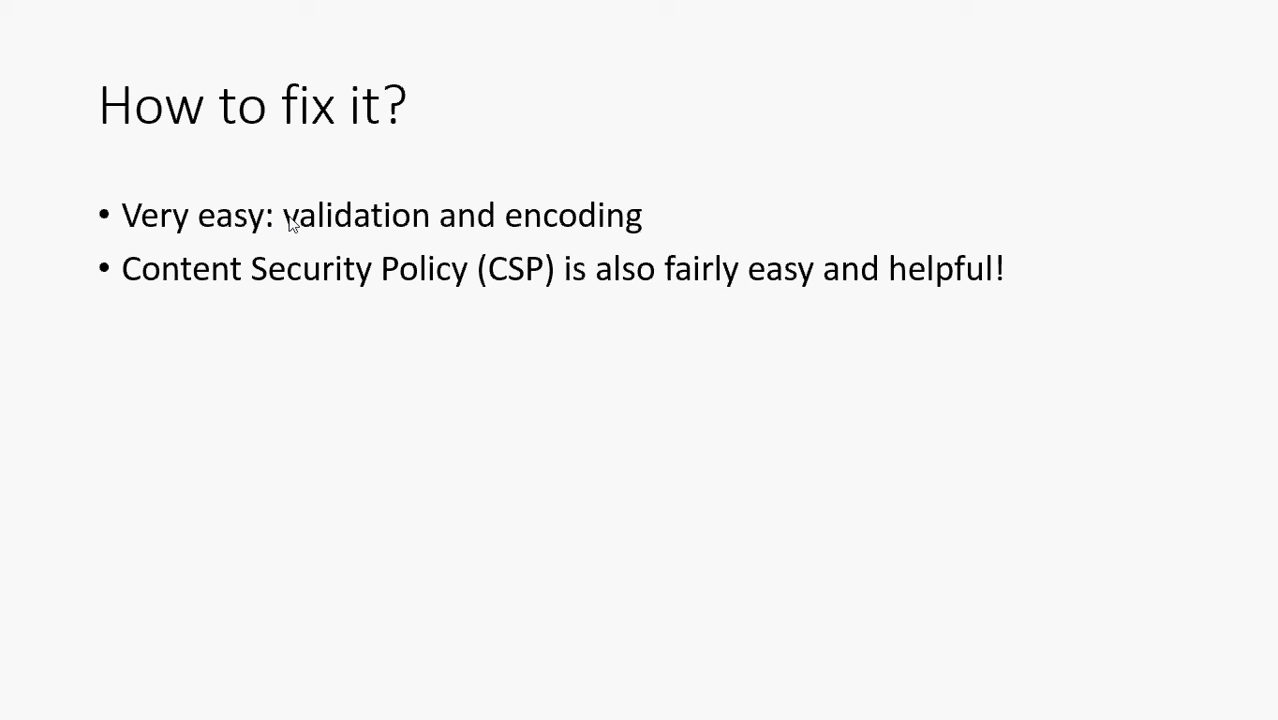 How to fix it?
• Very easy: validation and encoding
• Content Security Policy (CSP) is also fairly easy and helpful!